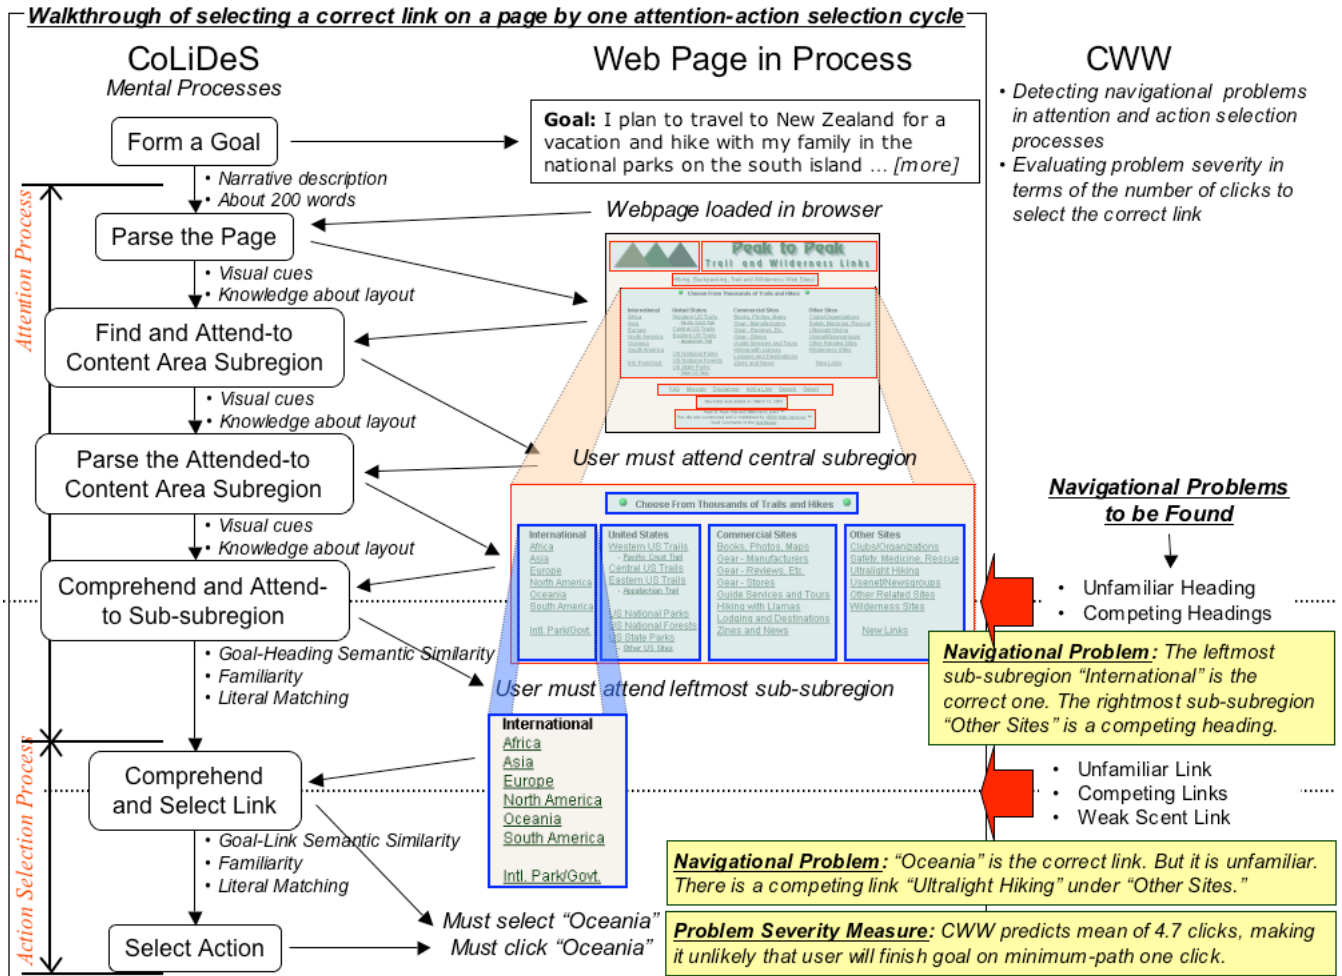 Walkthrough of selecting a correct link on a page by one attention-action selection cycle
CoLiDeS
Mental Processes
Web Page in Process
CWW
• Detecting navigational problems
in attention and action selection
processes
• Evaluating problem severity in
terms of the number of clicks to
select the correct link
Form a Goal
Goal: I plan to travel to New Zealand for a
vacation and hike with my family in the
national parks on the south island ... [more]
• Narrative description
• About 200 words
Attention Process
Parse the Page
Webpage loaded in browser
Peak to Peak
Trail and Wilderness Links
Hiking, Backpacking, Trail and Wilderness Web Sites!
Choose From Thousands of Trails and Hikes
• Visual cues
• Knowledge about layout
Find and Attend-to
Content Area Subregion
• Visual cues
• Knowledge about layout
User must attend central subregion
Parse the Attended-to
Content Area Subregion
• Visual cues
• Knowledge about layout
Choose From Thousands of Trails and Hikes
International
Africa
Asia
Europe
North America
Oceania
South America
Intl. Park/Govt.
United States
Western US Trails
- Pacific Crest Trail
Central US Trails
Eastern US Trails
- Appalachian Trail
US National Parks
US National Forests
US State Parks
- Other US Sites
Commercial Sites
Books, Photos, Maps
Gear - Manufacturers
Gear - Reviews, Etc.
Gear - Stores
Guide Services and Tours
Hiking with Llamas
Lodging and Destinations
Zines and News
Other Sites
Clubs/Organizations
Safety, Medicine, Rescue
Ultralight Hiking
Usenet/Newsgroups
Other Related Sites
Wilderness Sites
New Links
Navigational Problems
to be Found
• Unfamiliar Heading
• Competing Headings
Comprehend and Attend-
to Sub-subregion
• Goal-Heading Semantic Similarity
• Familiarity
• Literal Matching
User must attend leftmost sub-subregion
Navigational Problem: The leftmost
sub-subregion “International” is the
correct one. The rightmost sub-subregion
“Other Sites” is a competing heading.
Action Selection Process
Comprehend
and Select Link
International
Africa
Asia
Europe
North America
Oceania
South America
Intl. Park/Govt.
• Unfamiliar Link
• Competing Links
• Weak Scent Link
• Goal-Link Semantic Similarity
• Familiarity
• Literal Matching
Navigational Problem: “Oceania” is the correct link. But it is unfamiliar.
There is a competing link “Ultralight Hiking” under “Other Sites.”
Select Action
Must select “Oceania”
Must click “Oceania”
Problem Severity Measure: CWW predicts mean of 4.7 clicks, making
it unlikely that user will finish goal on minimum-path one click.